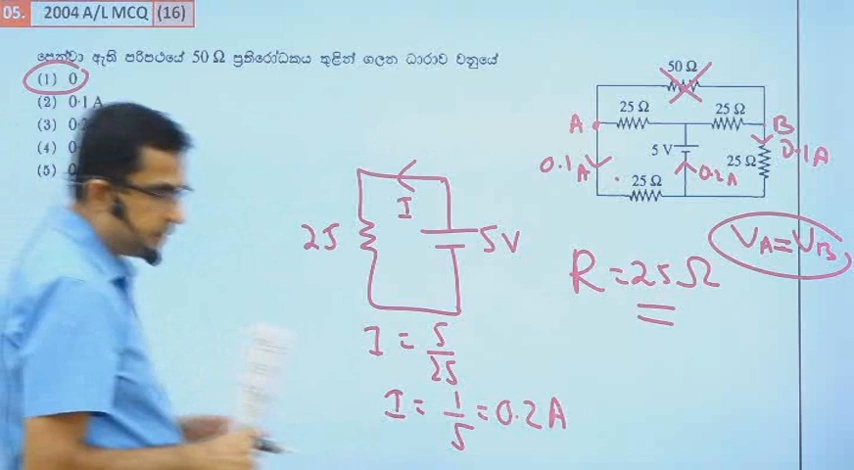 05. 2004 A/L MCQ (16)
පෙන්වා ඇති පරිපථයේ 50 Ω ප්‍රතිරෝධකය තුළින් ගලන ධාරාව වනුයේ
(1) 0
(2) 0·1 A
(3) 0·
(4) 0
(5)
50 Ω
25 Ω
25 Ω
A
B
5 V
25 Ω
25 Ω
0.1A
0.2A
0.1A
I
25
5V
R = 25 Ω
VA = VB
I = 5/25
I = 1/5 = 0.2 A